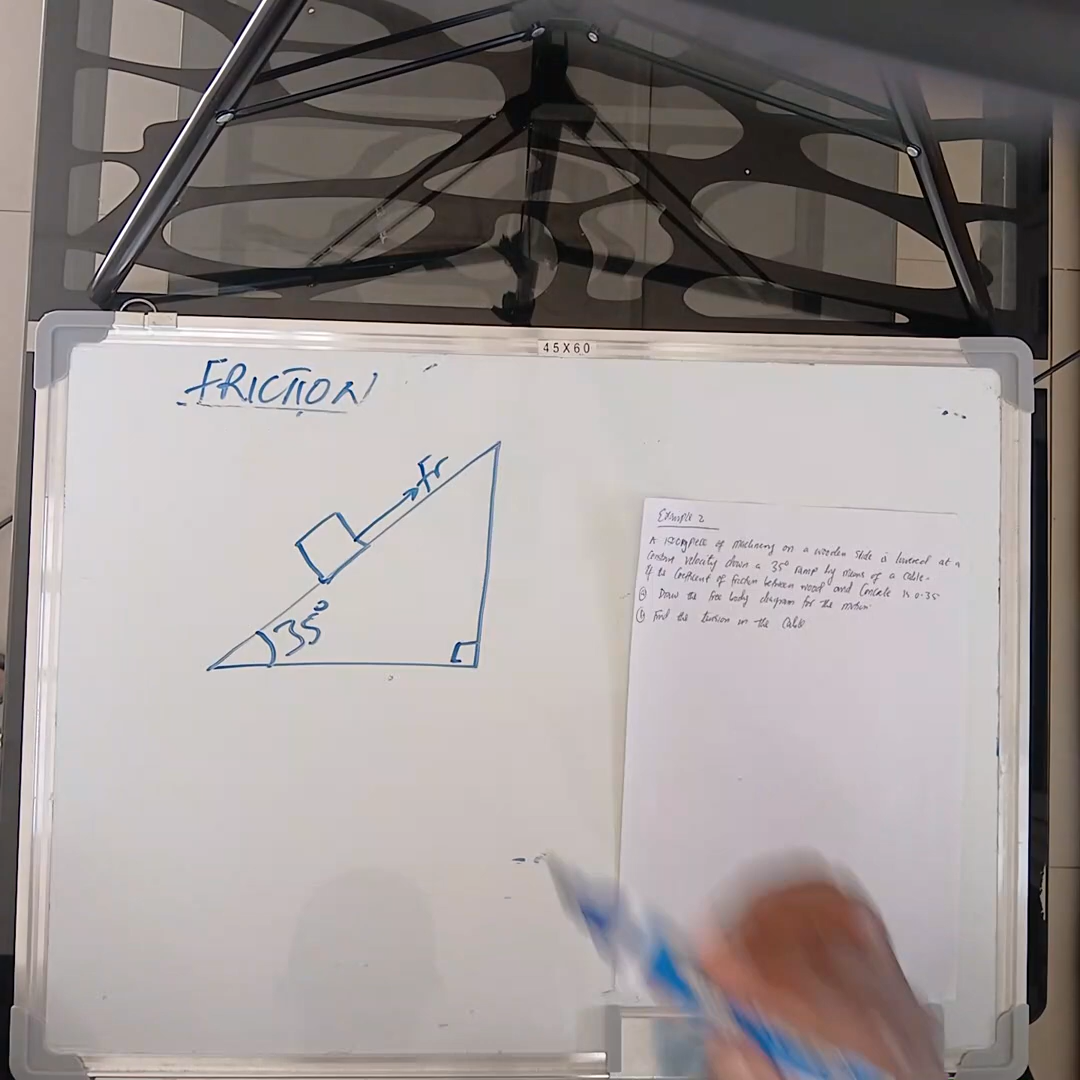 45X60
FRICTION
Fr
35°
Example 2
A piece of machinery on a wooden slide is lowered at a
constant velocity down a 35° ramp by means of a cable.
If the coefficient of friction between wood and is 0.35
(a) Draw the free body diagram for the motion.
(b) Find the tension in the cable